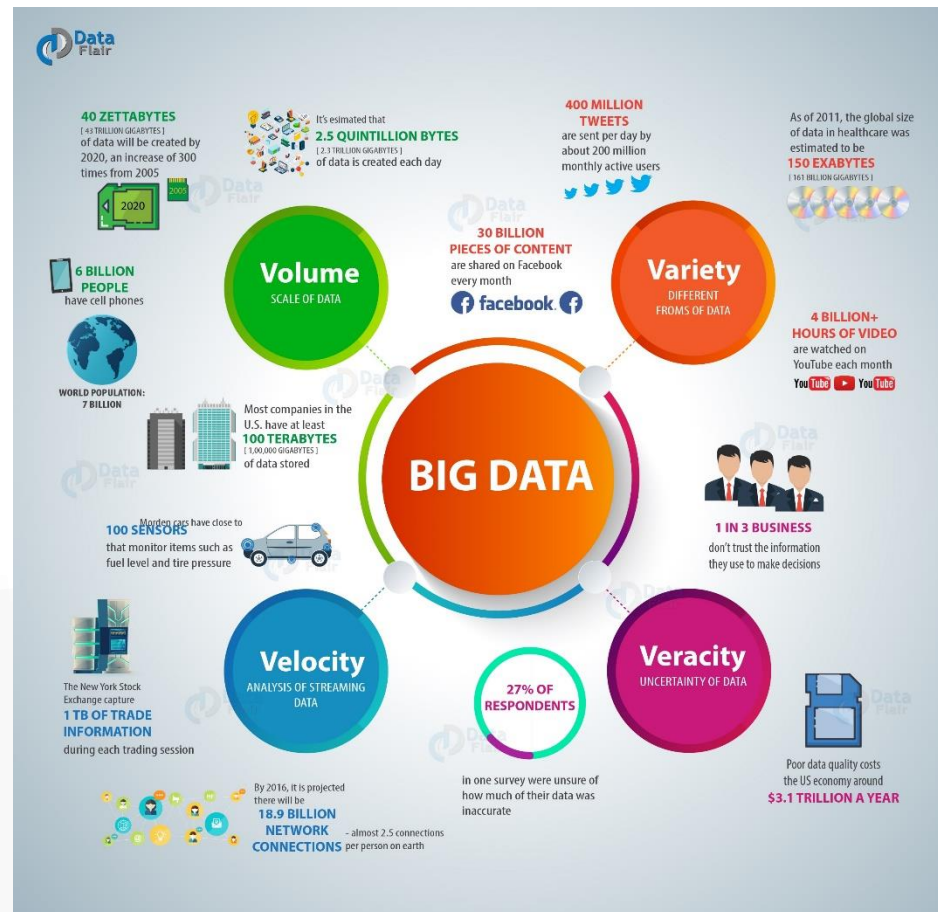 Data
Flair
40 ZETTABYTES
[ 43 TRILLION GIGABYTES ]
of data will be created by
2020, an increase of 300
times from 2005
2020
2005
It's esimated that
2.5 QUINTILLION BYTES
[ 2.3 TRILLION GIGABYTES ]
of data is created each day
400 MILLION
TWEETS
are sent per day by
about 200 million
monthly active users
As of 2011, the global size
of data in healthcare was
estimated to be
150 EXABYTES
[ 161 BILLION GIGABYTES ]
Volume
SCALE OF DATA
30 BILLION
PIECES OF CONTENT
are shared on Facebook
every month
facebook.
Variety
DIFFERENT
FROMS OF DATA
6 BILLION
PEOPLE
have cell phones
WORLD POPULATION:
7 BILLION
4 BILLION+
HOURS OF VIDEO
are watched on
YouTube each month
YouTube YouTube
Most companies in the
U.S. have at least
100 TERABYTES
[ 1,00,000 GIGABYTES ]
of data stored
BIG DATA
1 IN 3 BUSINESS
don't trust the information
they use to make decisions
Morden cars have close to
100 SENSORS
that monitor items such as
fuel level and tire pressure
Velocity
ANALYSIS OF STREAMING
DATA
27% OF
RESPONDENTS
in one survey were unsure of
how much of their data was
inaccurate
Veracity
UNCERTAINTY OF DATA
The New York Stock
Exchange capture
1 TB OF TRADE
INFORMATION
during each trading session
Poor data quality costs
the US economy around
$3.1 TRILLION A YEAR
By 2016, it is projected
there will be
18.9 BILLION
NETWORK
CONNECTIONS
- almost 2.5 connections
per person on earth